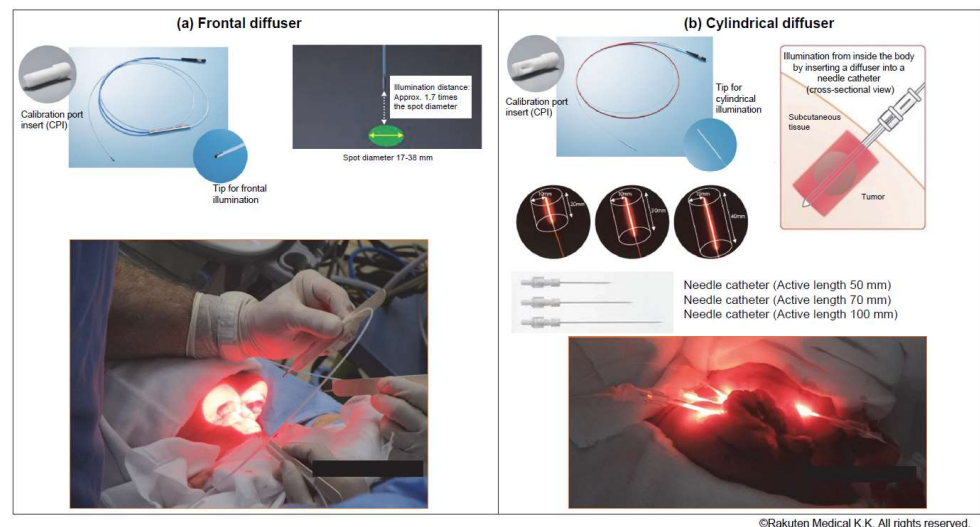 (a) Frontal diffuser
Calibration port
insert (CPI)
Tip for frontal
illumination
Illumination distance:
Approx. 1.7 times
the spot diameter
Spot diameter 17-38 mm
(b) Cylindrical diffuser
Calibration port
insert (CPI)
Tip for
cylindrical
illumination
Illumination from inside the body
by inserting a diffuser into a
needle catheter
(cross-sectional view)
Subcutaneous
tissue
Tumor
10mm
10mm
10mm
20mm
40mm
Needle catheter (Active length 50 mm)
Needle catheter (Active length 70 mm)
Needle catheter (Active length 100 mm)
©Rakuten Medical K.K. All rights reserved.